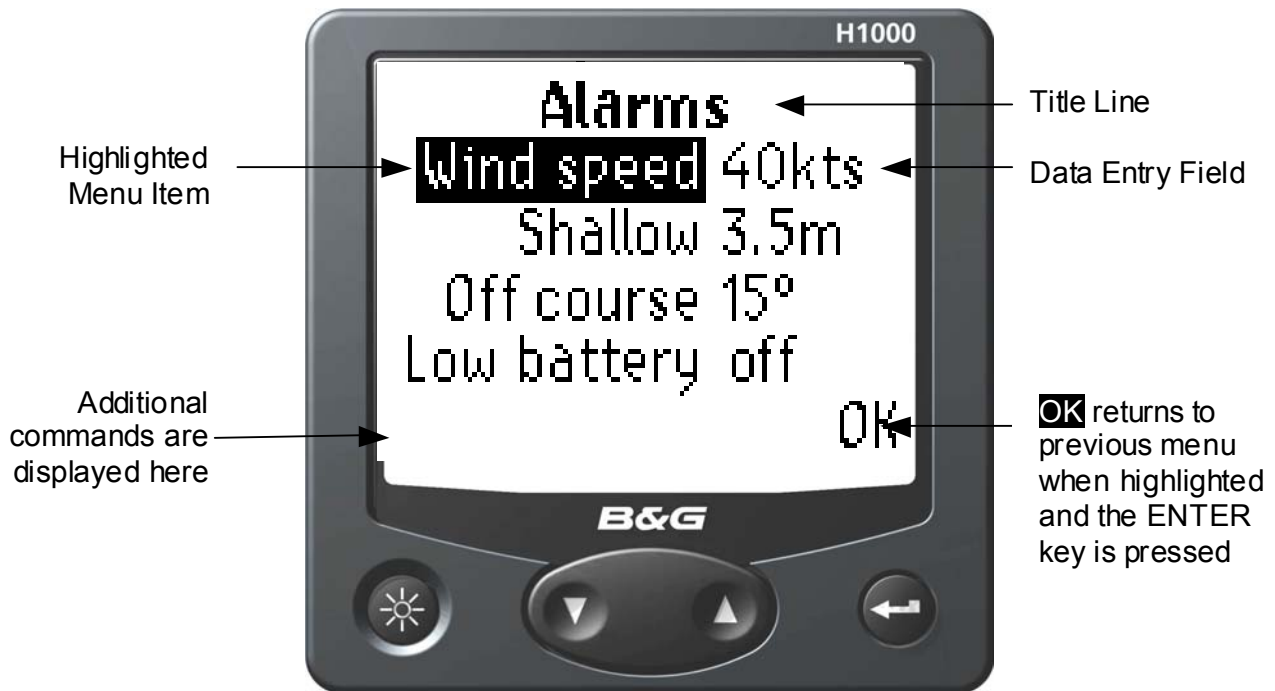 H1000
Alarms
Title Line
Highlighted
Menu Item
Wind speed 40kts
Data Entry Field
Shallow 3.5m
Off course 15º
Low battery off
Additional
commands are
displayed here
OK
OK returns to
previous menu
when highlighted
and the ENTER
key is pressed
B&G